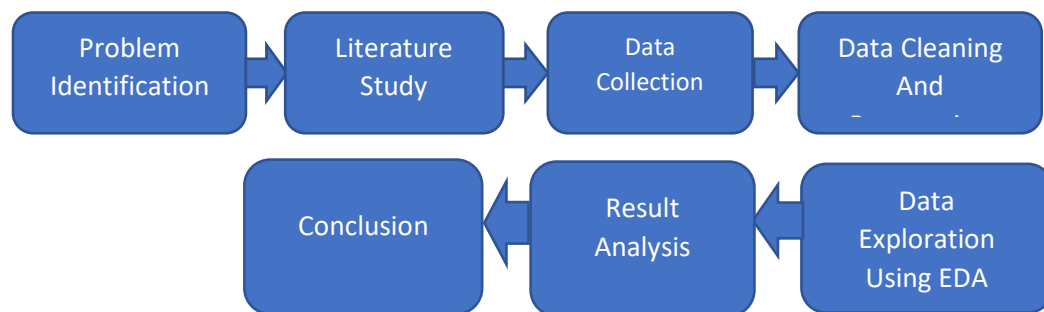 Problem
Identification
Literature
Study
Data
Collection
Data Cleaning
And
Data
Exploration
Using EDA
Result
Analysis
Conclusion